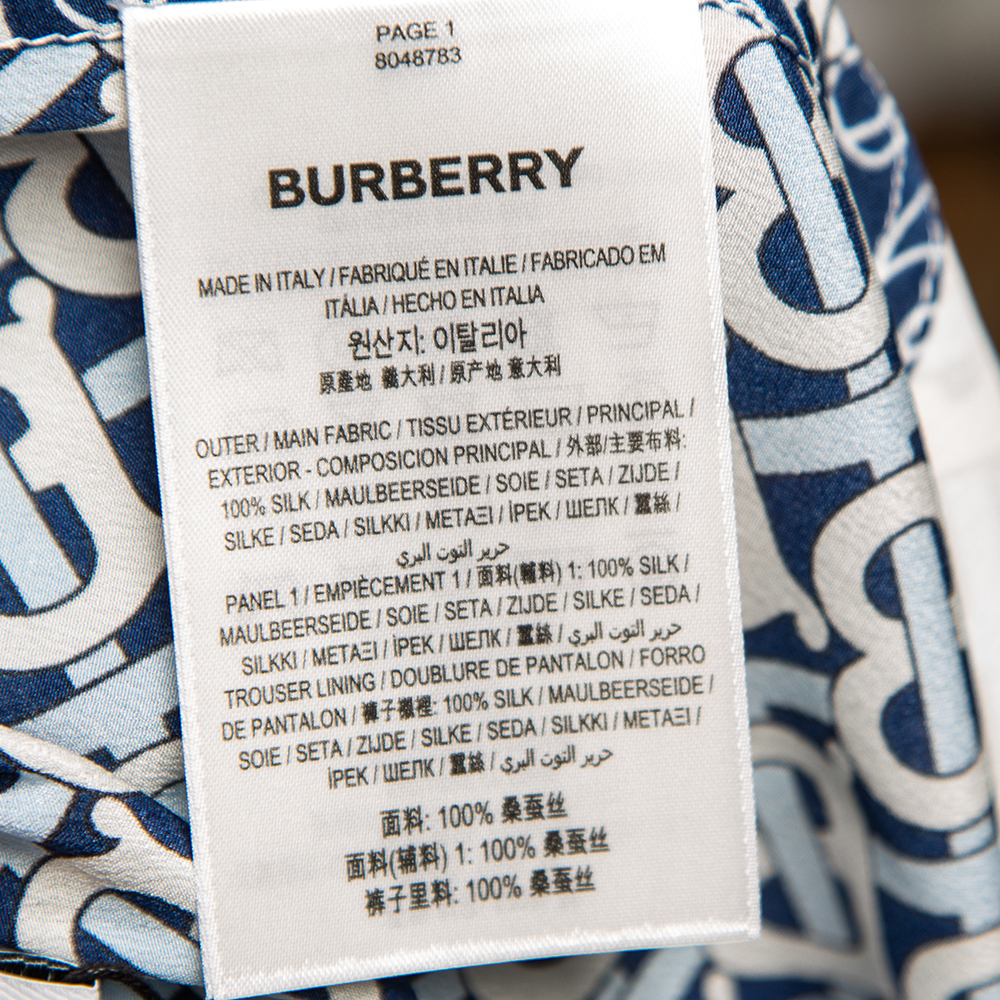 PAGE 1
8048783
BURBERRY
MADE IN ITALY / FABRIQUÉ EN ITALIE / FABRICADO EM
ITÁLIA / HECHO EN ITALIA
원산지: 이탈리아
原產地 義大利 / 原产地 意大利
OUTER / MAIN FABRIC / TISSU EXTÉRIEUR / PRINCIPAL /
EXTERIOR - COMPOSICION PRINCIPAL / 外部/主要布料:
100% SILK / MAULBEERSEIDE / SOIE / SETA / ZIJDE /
SILKE / SEDA / SILKKI / ΜΕΤΑΞΙ / İPEK / ШЕЛК / 蠶絲 /
حرير التوت البري
PANEL 1 / EMPIÈCEMENT 1 / 面料(輔料) 1: 100% SILK /
MAULBEERSEIDE / SOIE / SETA / ZIJDE / SILKE / SEDA /
SILKKI / ΜΕΤΑΞΙ / İPEK / ШЕЛК / 蠶絲 / حرير التوت البري
TROUSER LINING / DOUBLURE DE PANTALON / FORRO
DE PANTALON / 褲子襯裡: 100% SILK / MAULBEERSEIDE /
SOIE / SETA / ZIJDE / SILKE / SEDA / SILKKI / ΜΕΤΑΞΙ /
İPEK / ШЕЛК / 蠶絲 / حرير التوت البري
面料: 100% 桑蚕丝
面料(辅料) 1: 100% 桑蚕丝
裤子里料: 100% 桑蚕丝